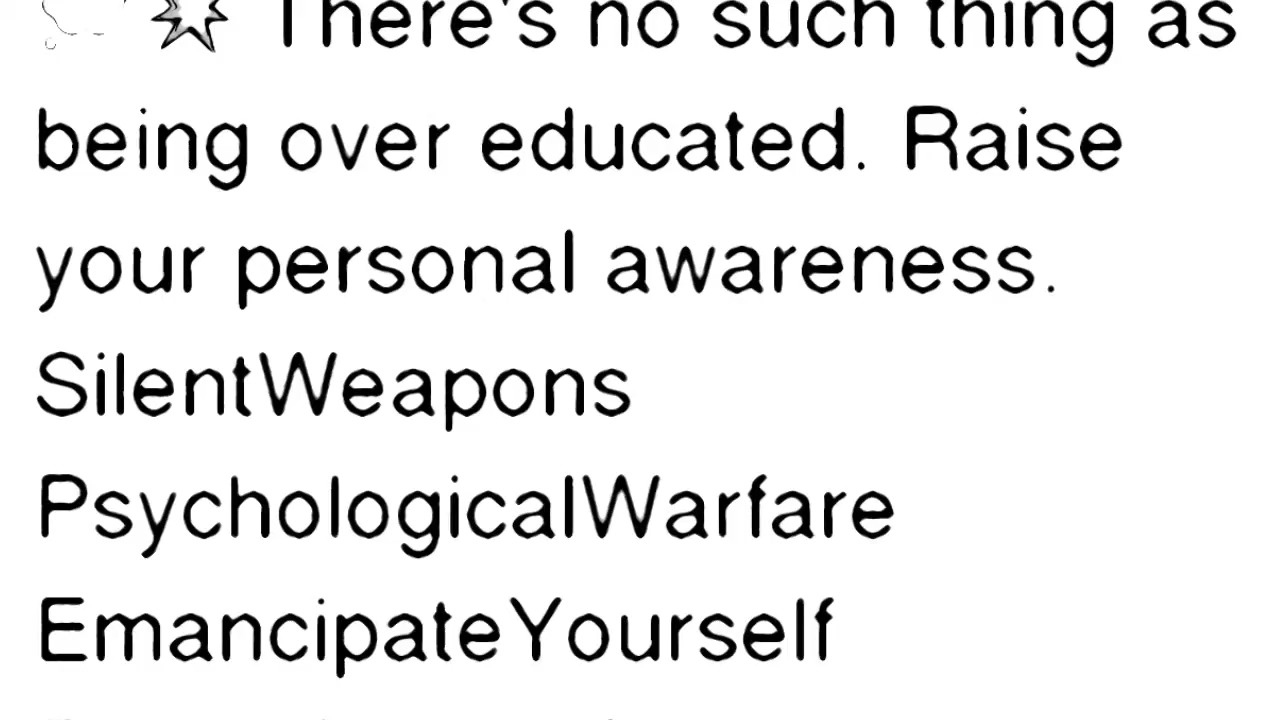 There's no such thing as
being over educated. Raise
your personal awareness.
SilentWeapons
PsychologicalWarfare
EmancipateYourself